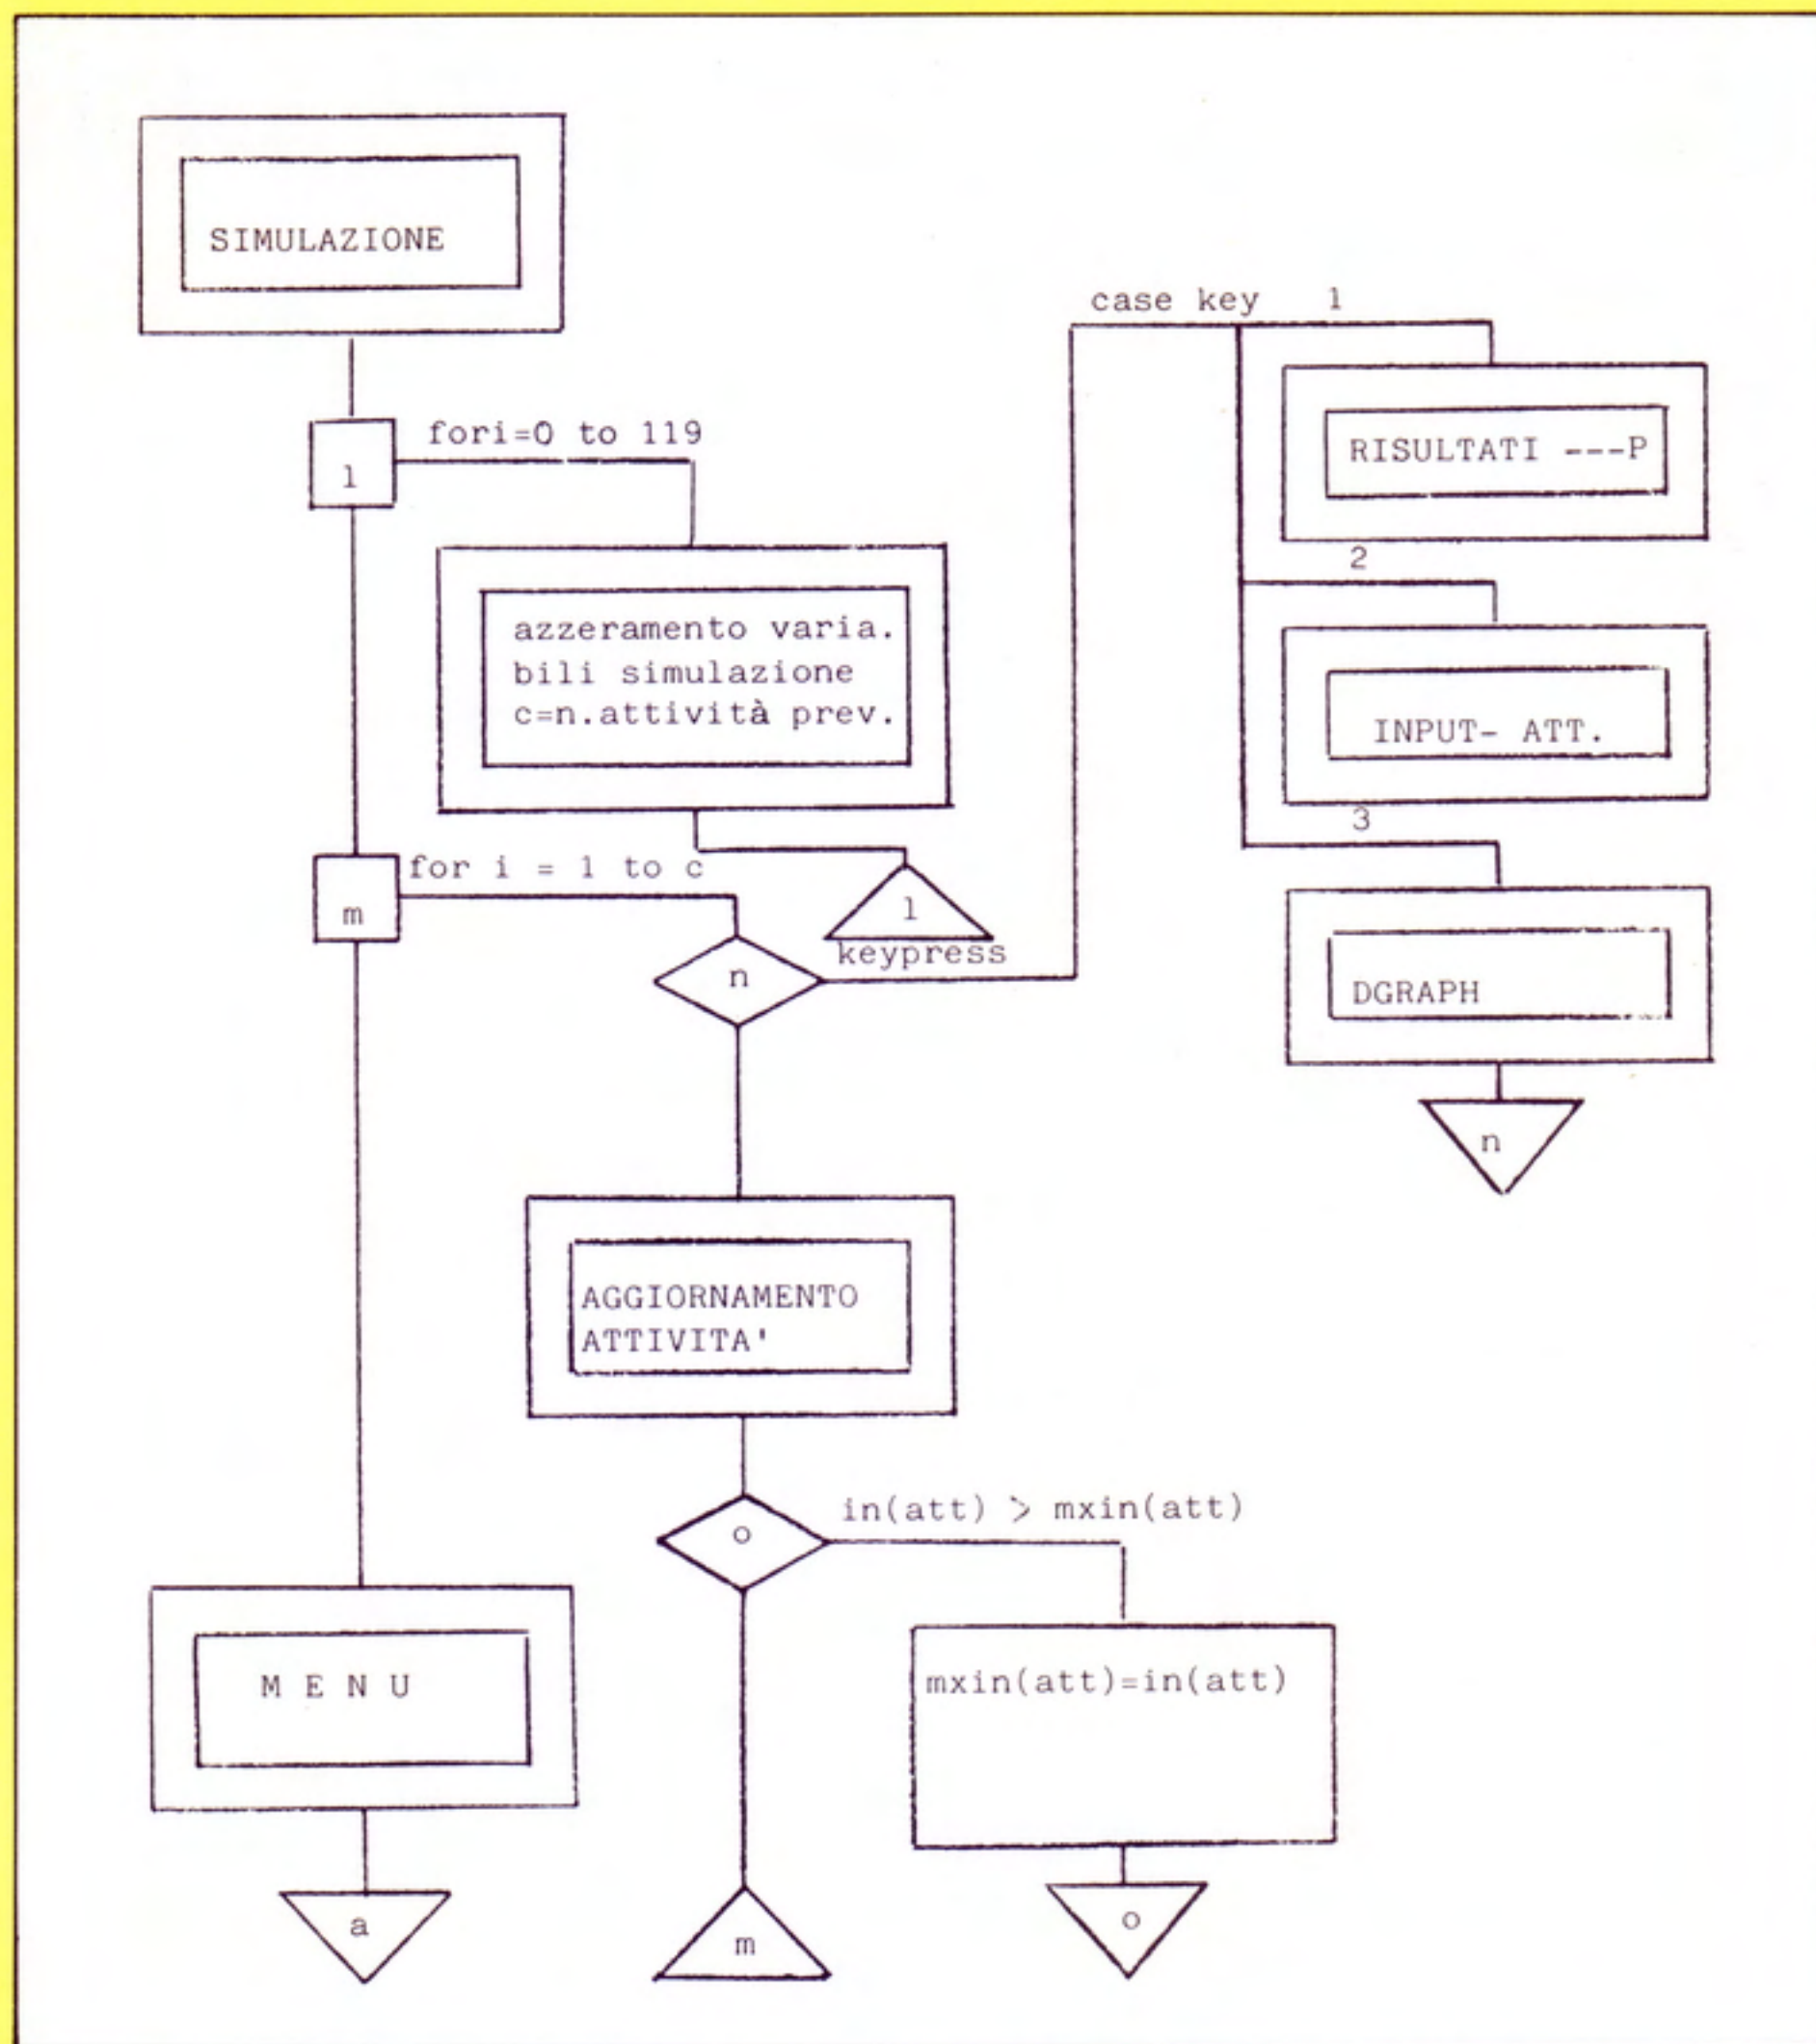 SIMULAZIONE
l
fori=0 to 119
azzeramento varia.
bili simulazione
c=n.attività prev.
l
m
for i = 1 to c
n
keypress
case key 1
RISULTATI ---P
2
INPUT- ATT.
3
DGRAPH
n
AGGIORNAMENTO
ATTIVITA'
o
in(att) > mxin(att)
mxin(att)=in(att)
o
m
M E N U
a